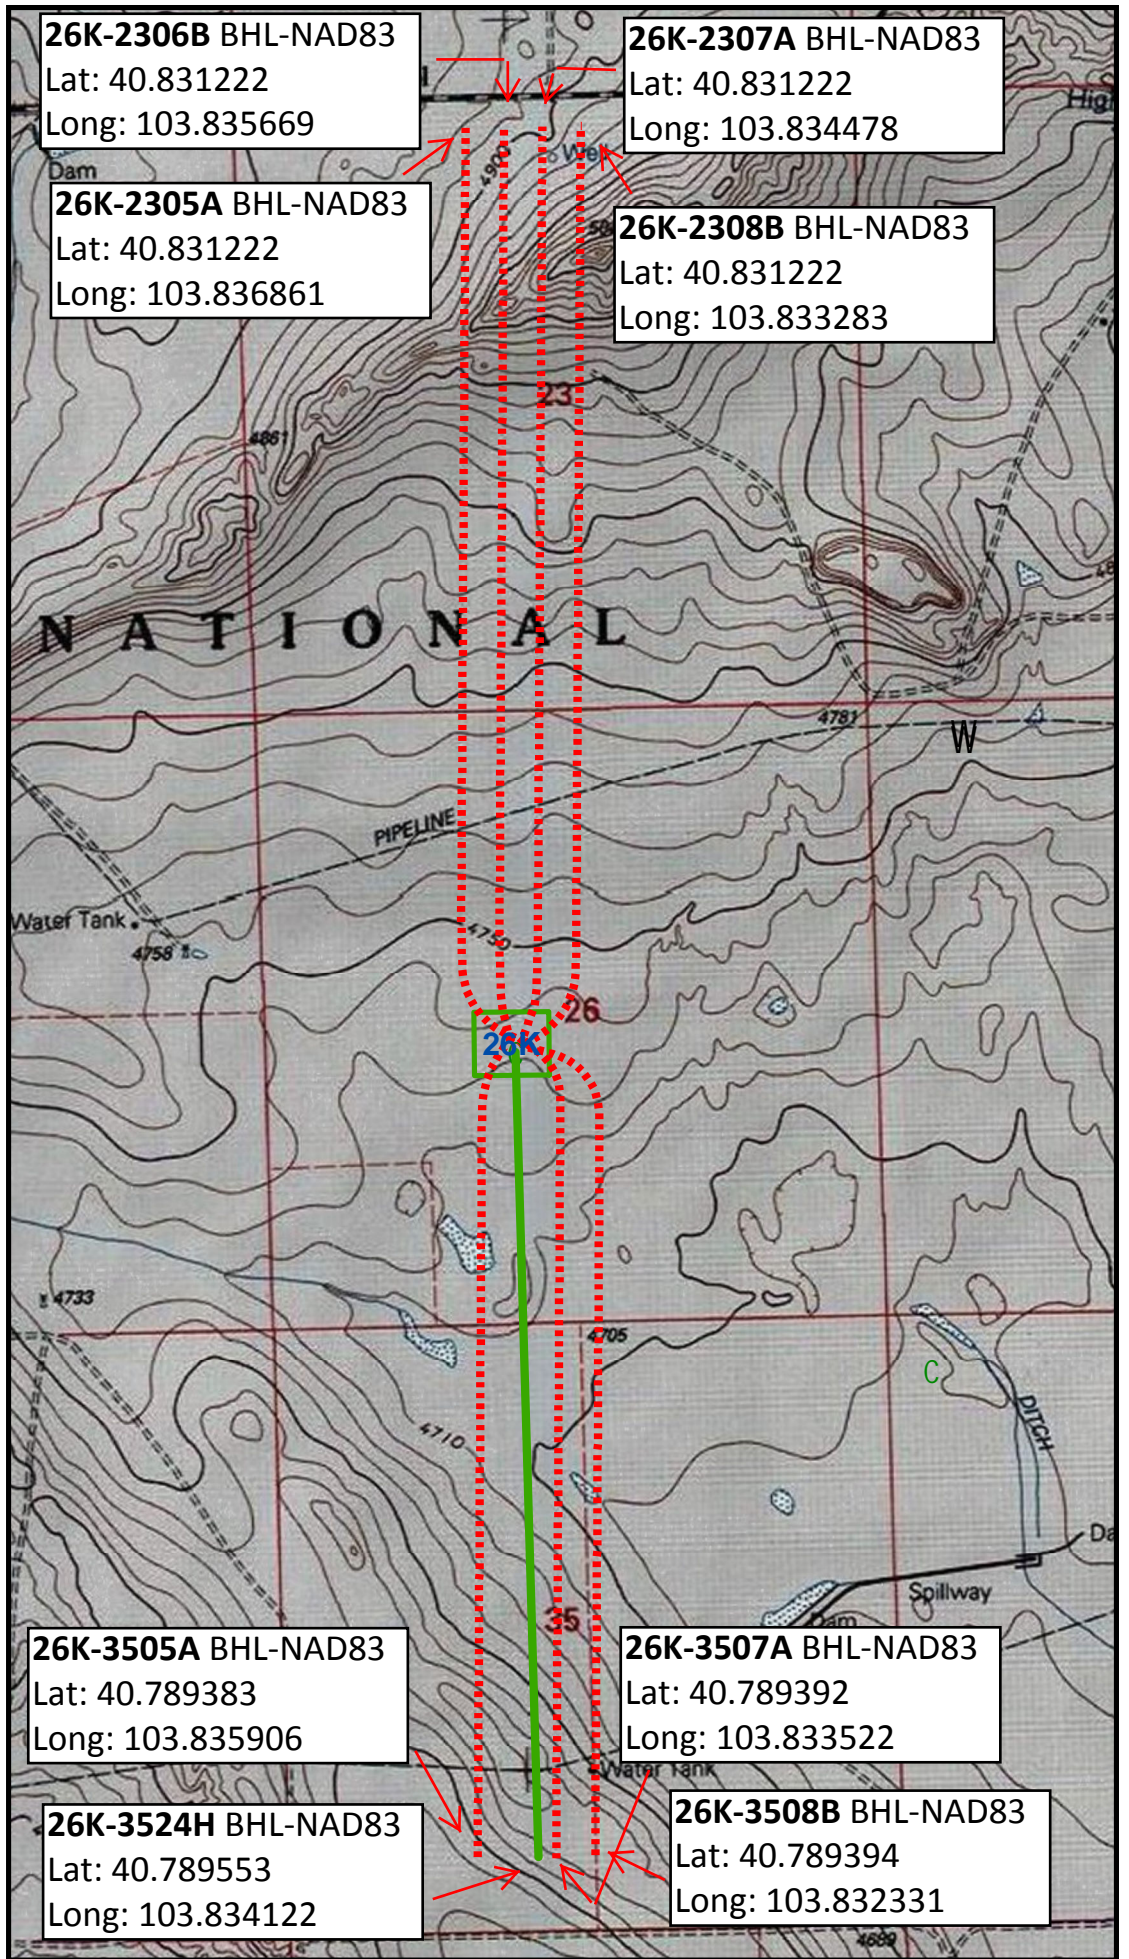 26K-2306B BHL-NAD83
Lat: 40.831222
Long: 103.835669
26K-2307A BHL-NAD83
Lat: 40.831222
Long: 103.834478
26K-2305A BHL-NAD83
Lat: 40.831222
Long: 103.836861
26K-2308B BHL-NAD83
Lat: 40.831222
Long: 103.833283
Dam
4900
23
4861
NATIONAL
4781
W
PIPELINE
Water Tank
4758
4750
26
26K
4733
4705
C
DITCH
4710
Spillway
Dam
35
26K-3505A BHL-NAD83
Lat: 40.789383
Long: 103.835906
26K-3507A BHL-NAD83
Lat: 40.789392
Long: 103.833522
Water Tank
26K-3524H BHL-NAD83
Lat: 40.789553
Long: 103.834122
26K-3508B BHL-NAD83
Lat: 40.789394
Long: 103.832331
4689